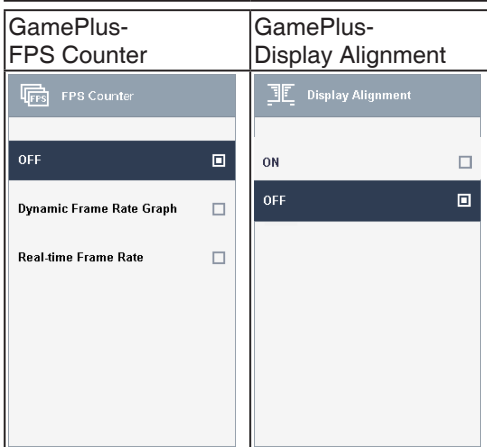 GamePlus-
FPS Counter
FPS FPS Counter
OFF
Dynamic Frame Rate Graph
Real-time Frame Rate
GamePlus-
Display Alignment
Display Alignment
ON
OFF